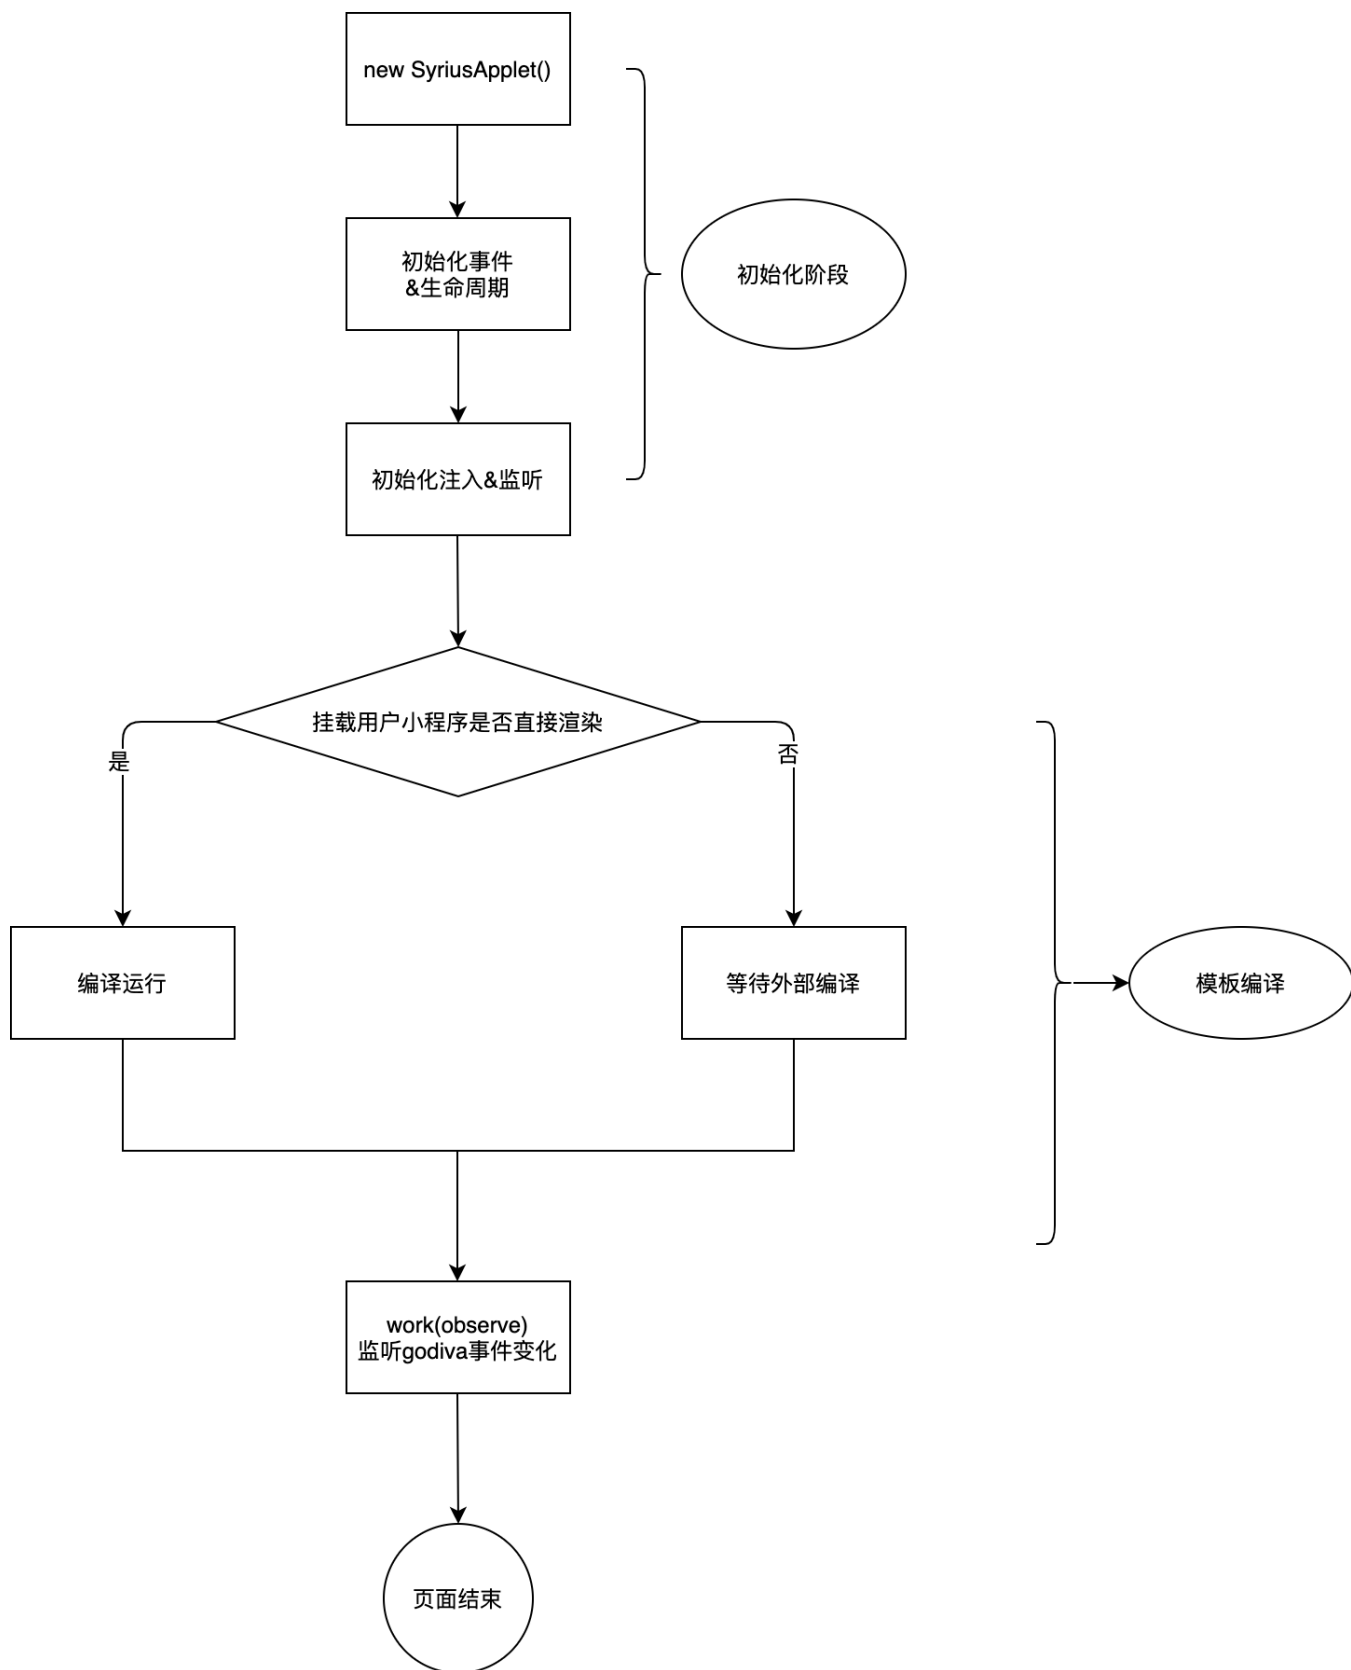 new SyriusApplet()
初始化事件
&生命周期
初始化阶段
初始化注入&监听
挂载用户小程序是否直接渲染
是
否
编译运行
等待外部编译
模板编译
work(observe)
监听godiva事件变化
页面结束